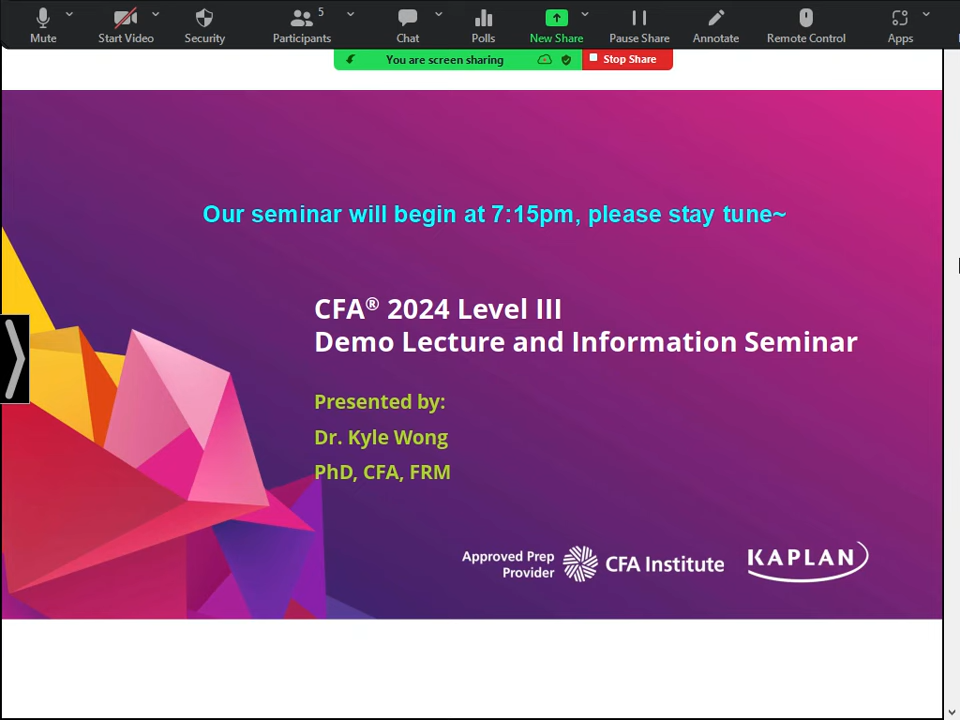 5
Mute Start Video Security Participants Chat Polls New Share Pause Share Annotate Remote Control Apps
You are screen sharing Stop Share
Our seminar will begin at 7:15pm, please stay tune~
CFA® 2024 Level III
Demo Lecture and Information Seminar
Presented by:
Dr. Kyle Wong
PhD, CFA, FRM
Approved Prep
Provider
CFA Institute
KAPLAN